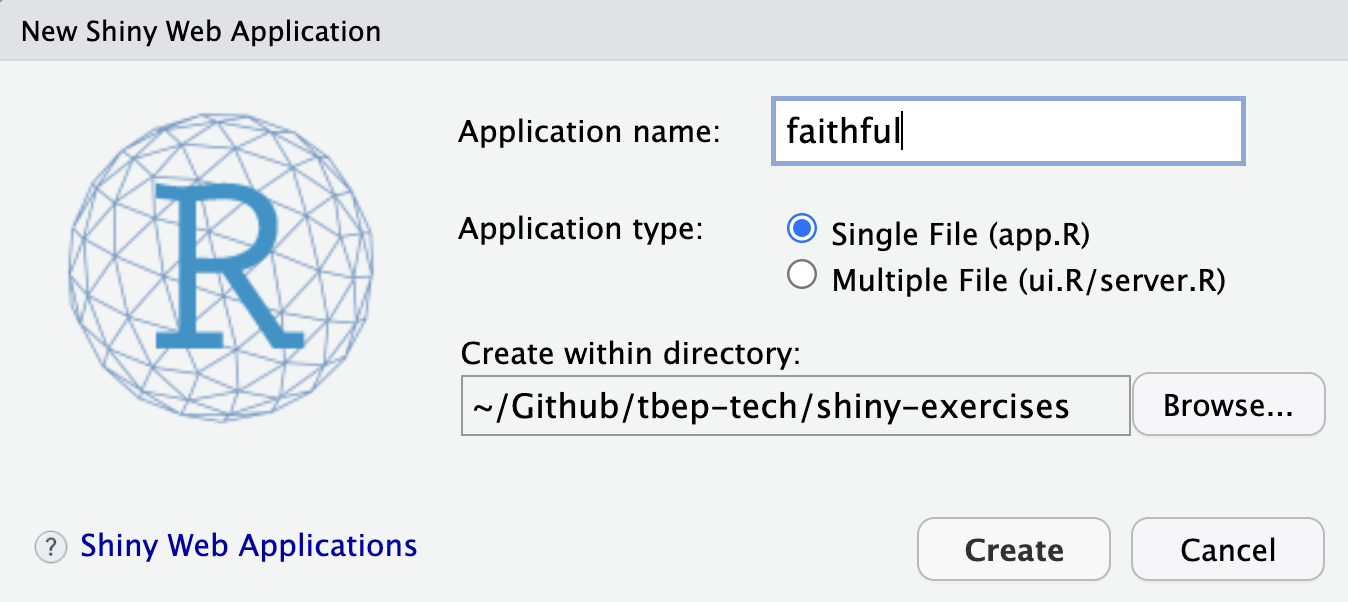 New Shiny Web Application
R
Application name: faithful
Application type: Single File (app.R)
Multiple File (ui.R/server.R)
Create within directory:
~/Github/tbep-tech/shiny-exercises Browse...
? Shiny Web Applications Create Cancel